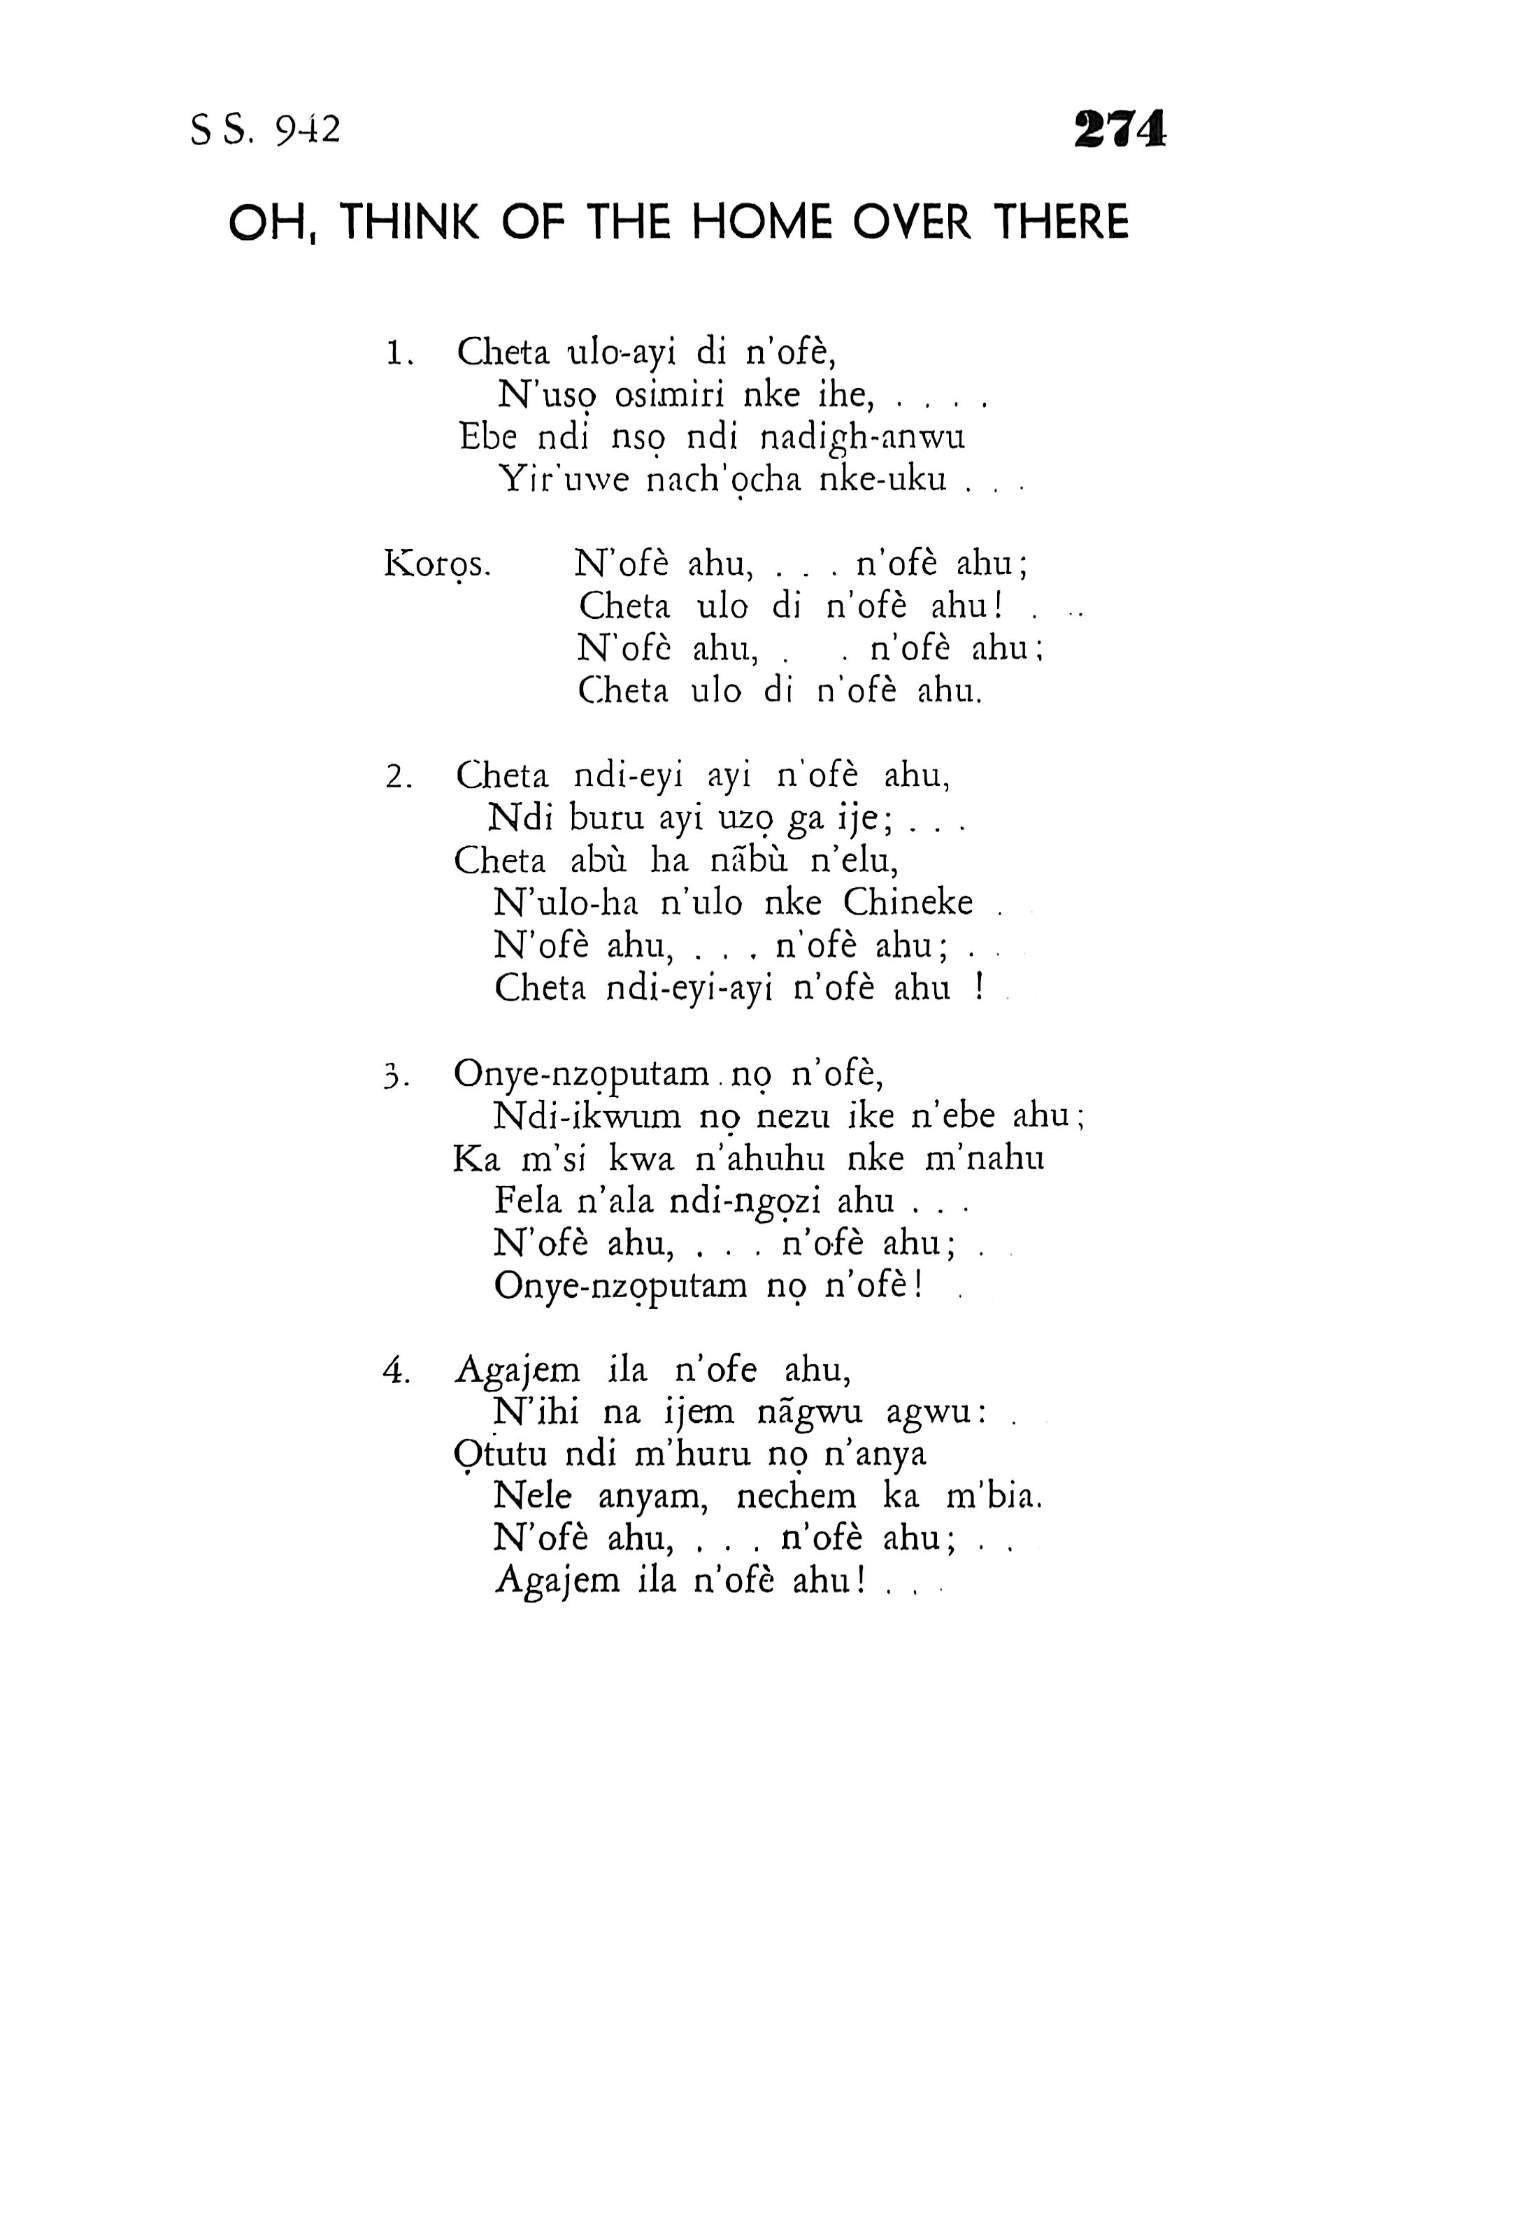 S S. 942 274
OH, THINK OF THE HOME OVER THERE
1. Cheta ulo-ayi di n'ofè,
N'usọ osimiri nke ihe, . . . .
Ebe ndi nsọ ndi nadigh-anwu
Yir'uwe nach'ọcha nke-uku . . .
Korọs. N'ofè ahu, . . . n'ofè ahu;
Cheta ulo di n'ofè ahu! . ..
N'ofè ahu, . . n'ofè ahu;
Cheta ulo di n'ofè ahu.
2. Cheta ndi-eyi ayi n'ofè ahu,
Ndi buru ayi uzọ ga ije; . . .
Cheta abù ha nãbù n'elu,
N'ulo-ha n'ulo nke Chineke .
N'ofè ahu, . . . n'ofè ahu; . .
Cheta ndi-eyi-ayi n'ofè ahu !
3. Onye-nzọputam . nọ n'ofè,
Ndi-ikwum nọ nezu ike n'ebe ahu;
Ka m'si kwa n'ahuhu nke m'nahu
Fela n'ala ndi-ngọzi ahu . . .
N'ofè ahu, . . . n'ofè ahu; .
Onye-nzọputam nọ n'ofè! .
4. Agajem ila n'ofe ahu,
N'ihi na ijem nãgwu agwu: .
Ọtutu ndi m'huru nọ n'anya
Nele anyam, nechem ka m'bia.
N'ofè ahu, . . . n'ofè ahu; . .
Agajem ila n'ofè ahu! . . .